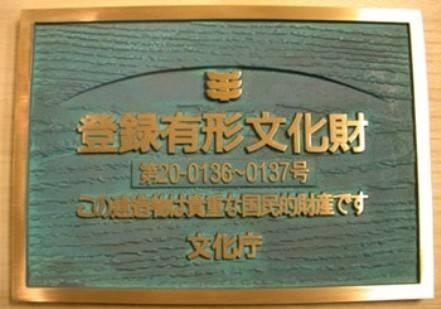 登録有形文化財
第20-0136~0137号
この建造物は貴重な国民的財産です
文化庁